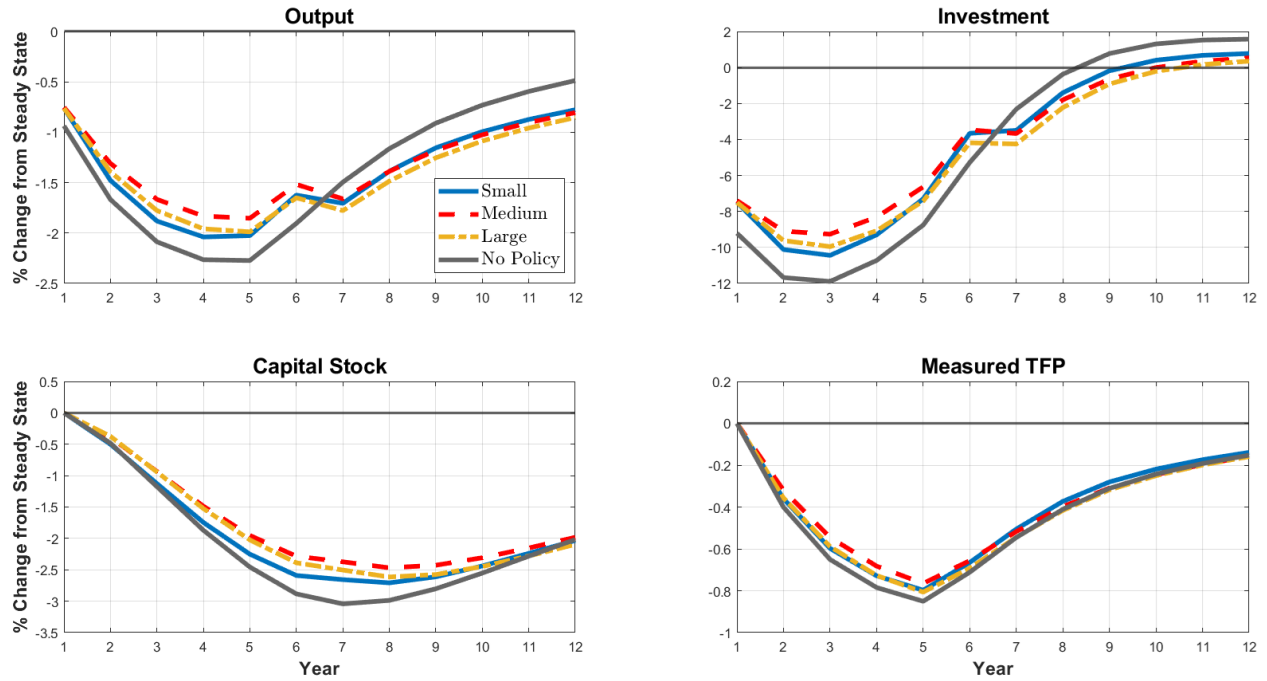 Output
% Change from Steady State
0
-0.5
-1
-1.5
-2
-2.5
1 2 3 4 5 6 7 8 9 10 11 12
Small
Medium
Large
No Policy
Investment
2
0
-2
-4
-6
-8
-10
-12
1 2 3 4 5 6 7 8 9 10 11 12
Capital Stock
% Change from Steady State
0.5
0
-0.5
-1
-1.5
-2
-2.5
-3
-3.5
1 2 3 4 5 6 7 8 9 10 11 12
Year
Measured TFP
0.2
0
-0.2
-0.4
-0.6
-0.8
-1
1 2 3 4 5 6 7 8 9 10 11 12
Year